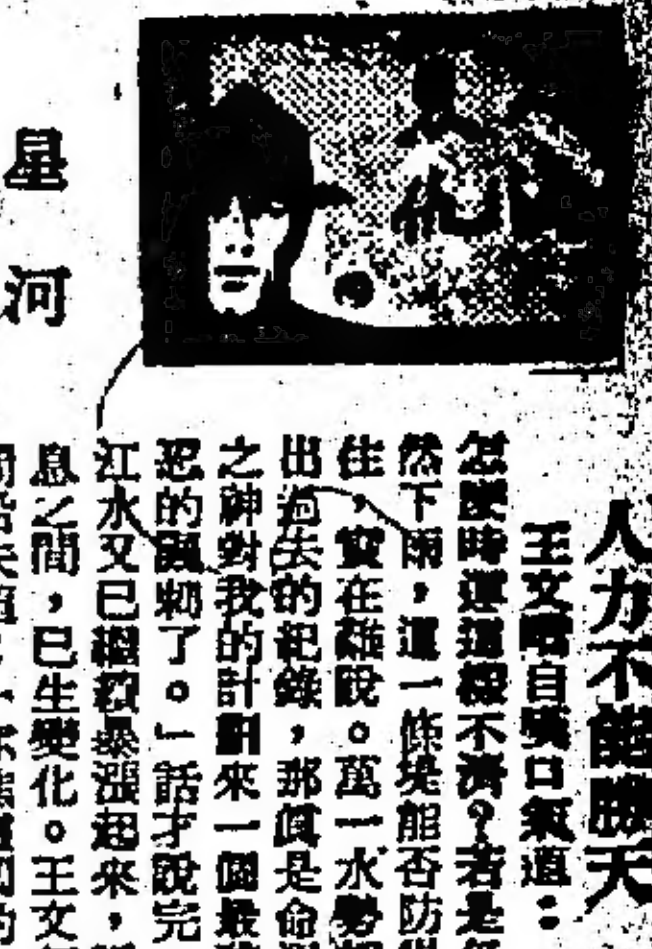 星河
人力不能勝天
王文　自嘆口氣道：
怎麼時運這樣不濟？若是
然下雨，這一條堤能否防
住，實在難說。萬一水勢
出過去的紀錄，那真是命
之神對我的計劃來一個最
忍的諷刺了。」話才說完
江水又已繼續暴漲起來，
息之間，已生變化。王文